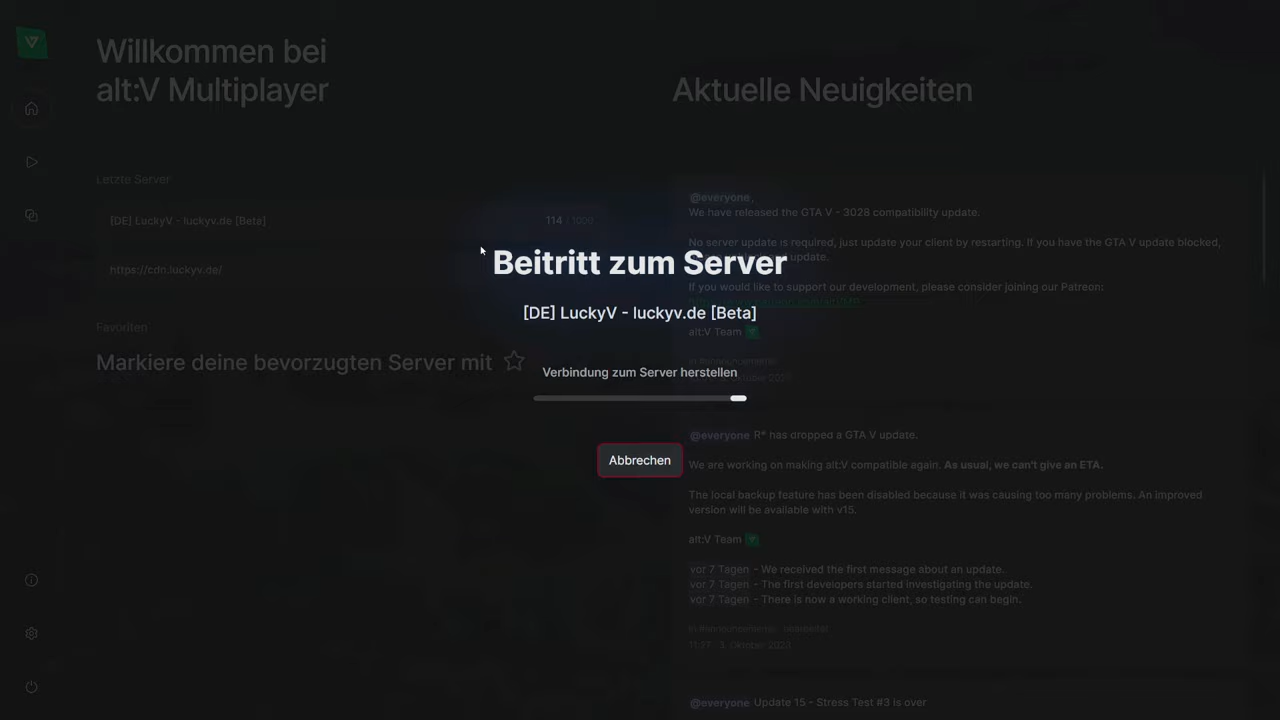 Willkommen bei
alt:V Multiplayer
Letzte Server
[DE] LuckyV - luckyv.de [Beta]
114 / 1000
https://cdn.luckyv.de/
Favoriten
Markiere deine bevorzugten Server mit
Beitritt zum Server
[DE] LuckyV - luckyv.de [Beta]
Verbindung zum Server herstellen
Abbrechen
Aktuelle Neuigkeiten
@everyone,
We have released the GTA V - 3028 compatibility update.
No server update is required, just update your client by restarting. If you have the GTA V update blocked,
update.
If you would like to support our development, please consider joining our Patreon:
alt:V Team
@everyone R* has dropped a GTA V update.
We are working on making alt:V compatible again. As usual, we can't give an ETA.
The local backup feature has been disabled because it was causing too many problems. An improved
version will be available with v15.
alt:V Team
vor 7 Tagen - We received the first message about an update.
vor 7 Tagen - The first developers started investigating the update.
vor 7 Tagen - There is now a working client, so testing can begin.
11:27 3. Oktober 2023
@everyone Update 15 - Stress Test #3 is over